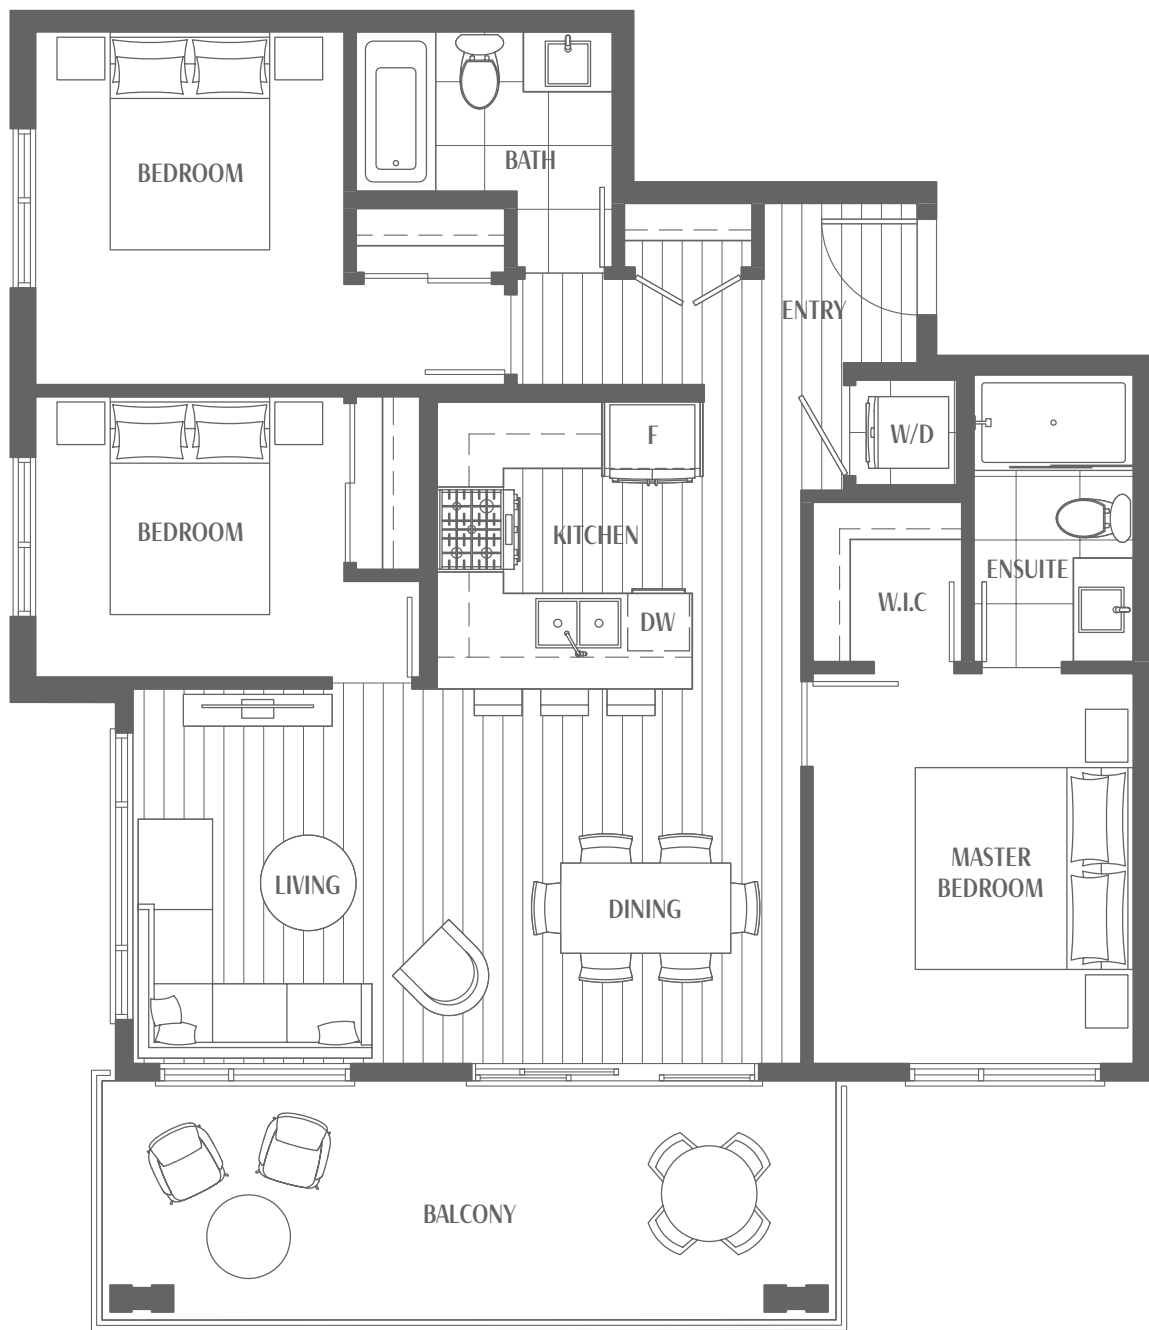 BATH
BEDROOM
ENTRY
F
W/D
BEDROOM
KITCHEN
ENSUITE
W.I.C
DW
MASTER
BEDROOM
LIVING
DINING
BALCONY